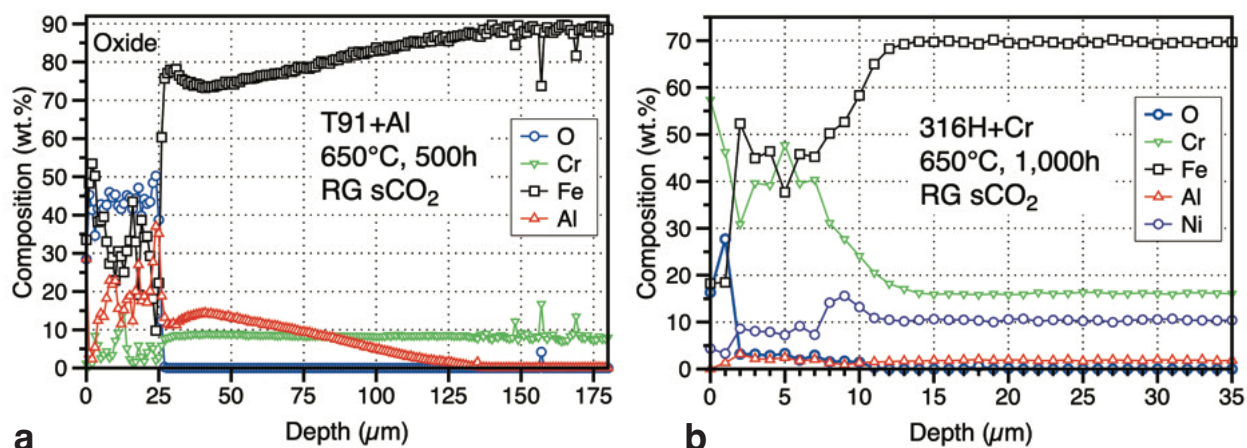 Composition (wt.%)
90
80
70
60
50
40
30
20
10
0
Oxide
T91+Al
650°C, 500h
RG sCO₂
O
Cr
Fe
Al
0 25 50 75 100 125 150 175
Depth (µm)
a
Composition (wt.%)
70
60
50
40
30
20
10
0
316H+Cr
650°C, 1,000h
RG sCO₂
O
Cr
Fe
Al
Ni
0 5 10 15 20 25 30 35
Depth (µm)
b